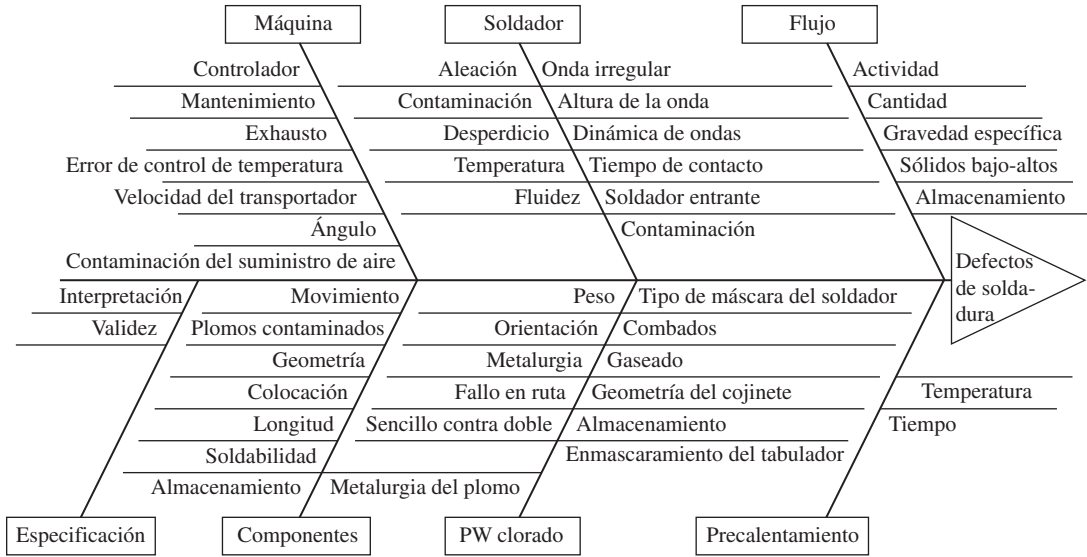 Máquina
Soldador
Flujo
Controlador
Aleación
Onda irregular
Actividad
Mantenimiento
Contaminación
Altura de la onda
Cantidad
Exhausto
Desperdicio
Dinámica de ondas
Gravedad específica
Error de control de temperatura
Temperatura
Tiempo de contacto
Sólidos bajo-altos
Velocidad del transportador
Fluidez
Soldador entrante
Almacenamiento
Ángulo
Contaminación
Contaminación del suministro de aire
Defectos
de solda-
dura
Interpretación
Movimiento
Peso
Tipo de máscara del soldador
Validez
Plomos contaminados
Orientación
Combados
Geometría
Metalurgia
Gaseado
Colocación
Fallo en ruta
Geometría del cojinete
Temperatura
Longitud
Sencillo contra doble
Almacenamiento
Tiempo
Soldabilidad
Enmascaramiento del tabulador
Almacenamiento
Metalurgia del plomo
Especificación
Componentes
PW clorado
Precalentamiento